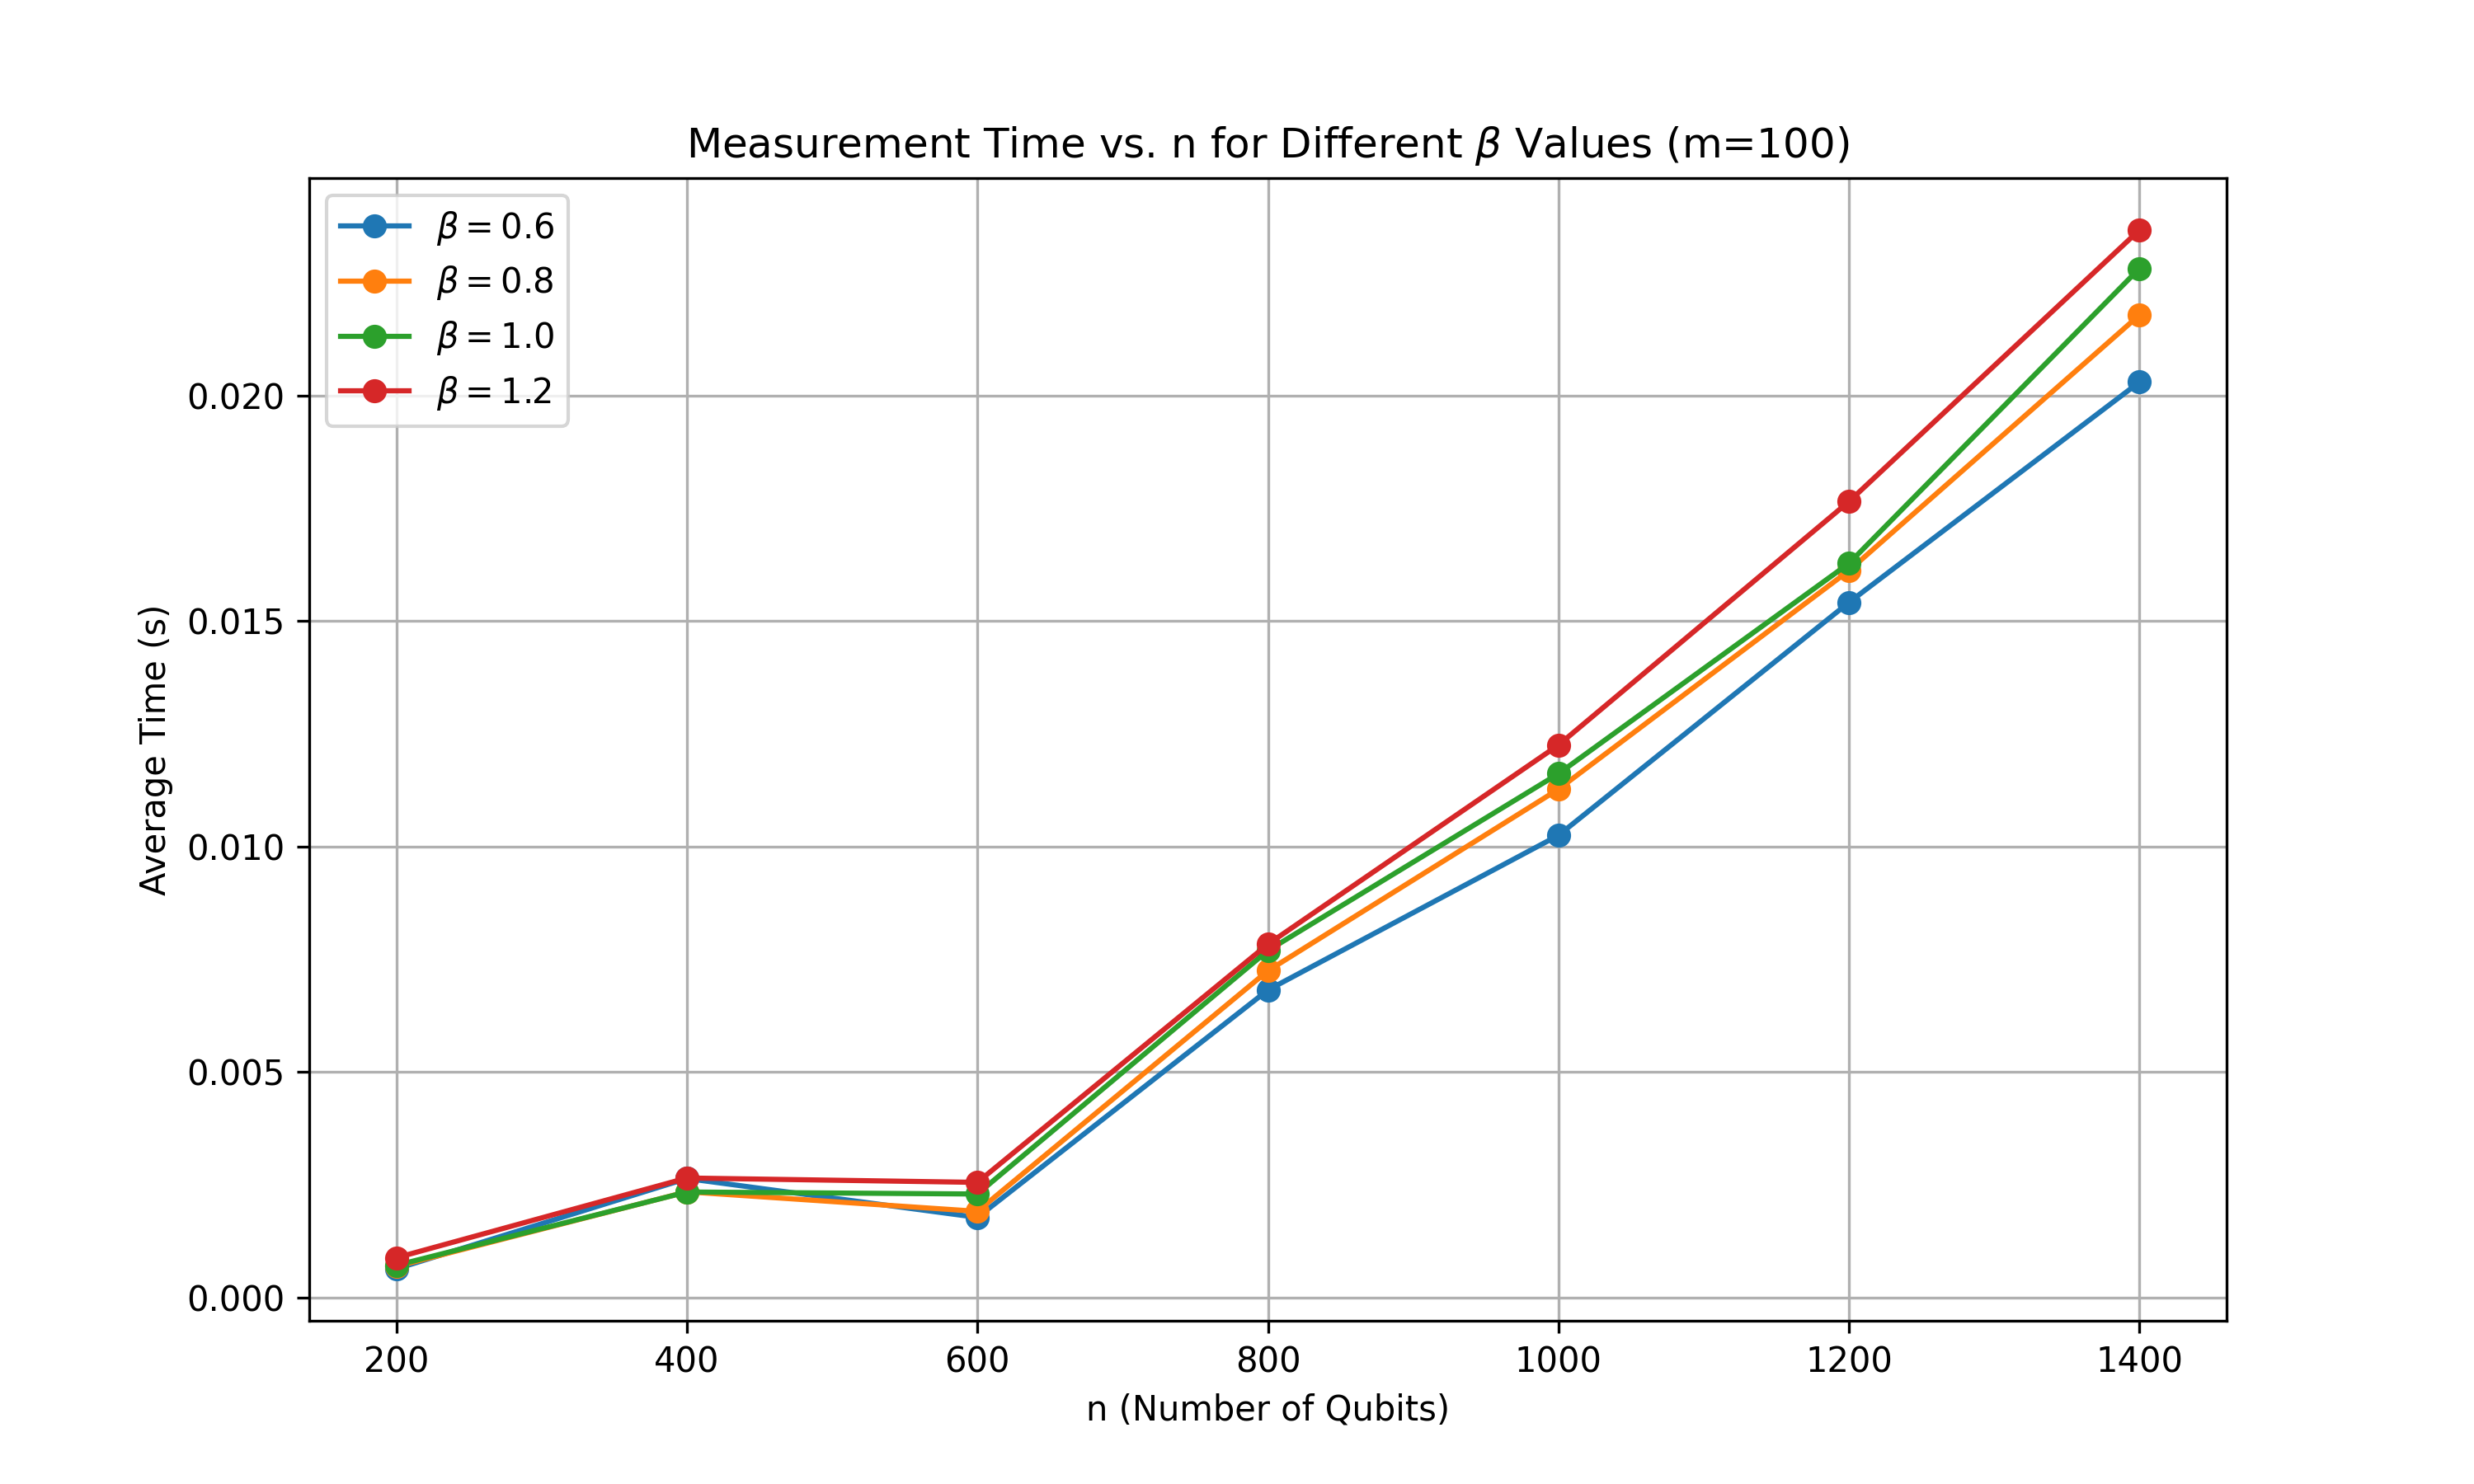 Measurement Time vs. n for Different β Values (m=100)
β = 0.6
β = 0.8
β = 1.0
β = 1.2
Average Time (s)
0.020
0.015
0.010
0.005
0.000
200 400 600 800 1000 1200 1400
n (Number of Qubits)